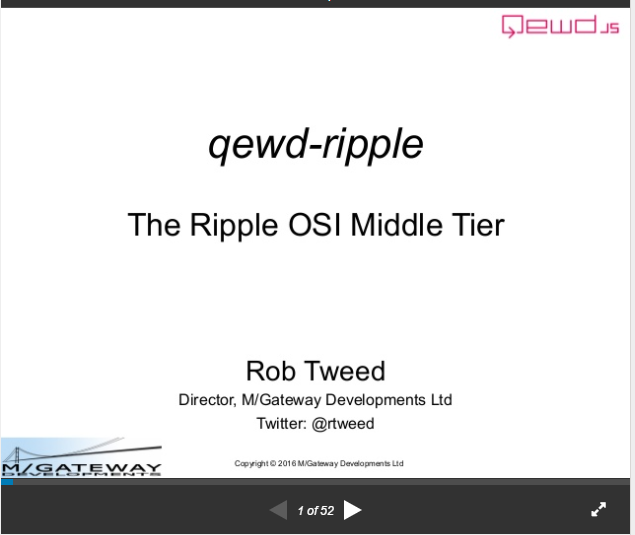 Qewd JS
qewd-ripple
The Ripple OSI Middle Tier
Rob Tweed
Director, M/Gateway Developments Ltd
Twitter: @rtweed
M/GATEWAY
DEVELOPMENTS
Copyright © 2016 M/Gateway Developments Ltd
1 of 52